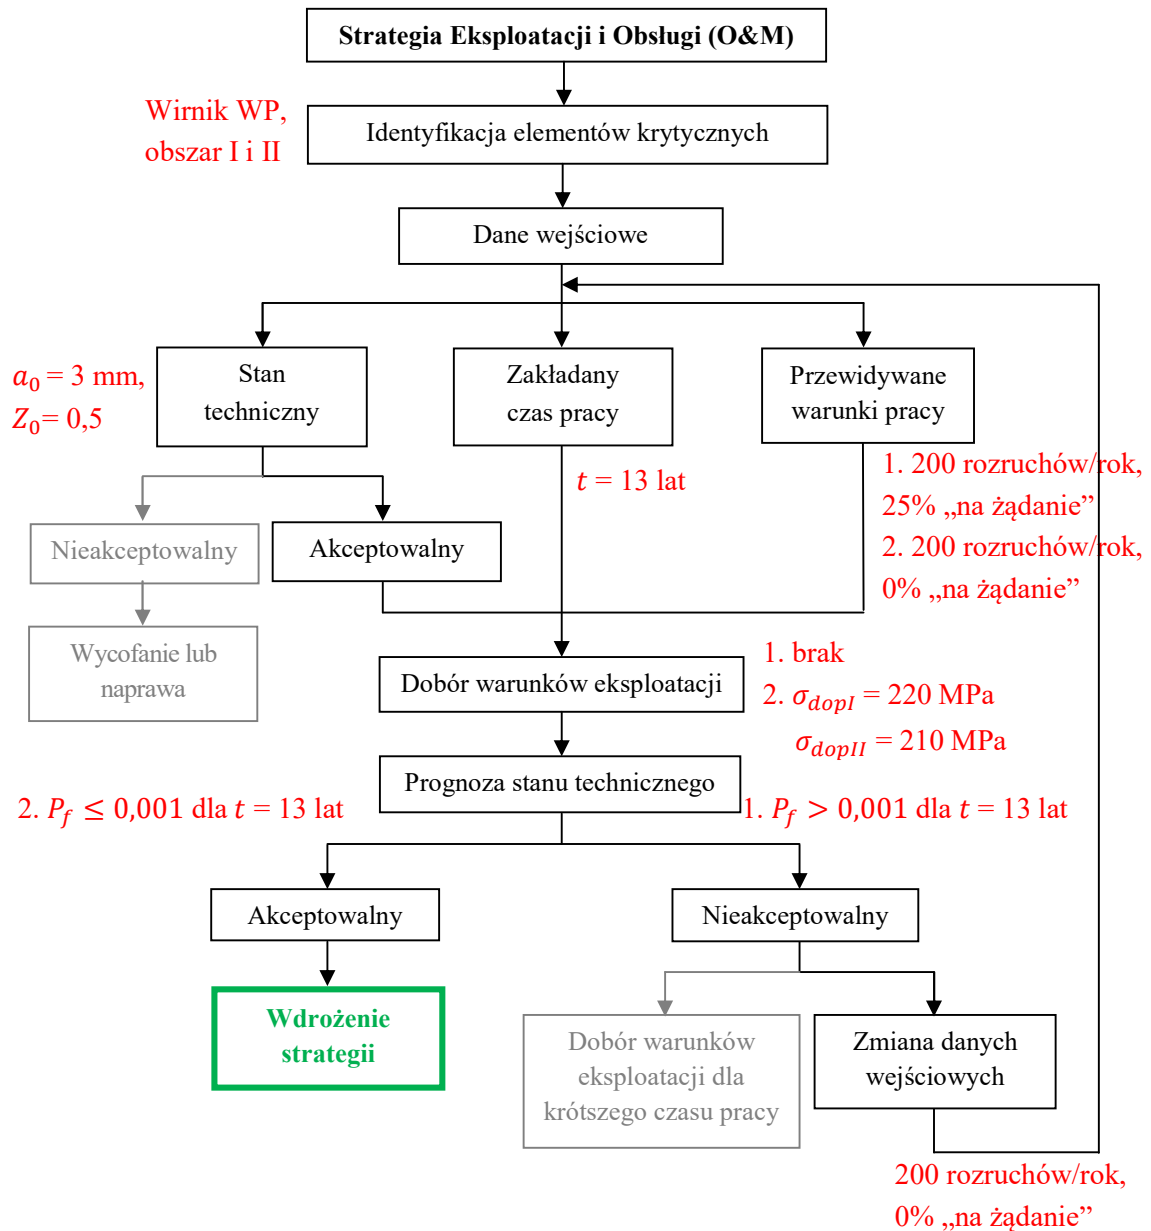 Strategia Eksploatacji i Obsługi (O&M)
Wirnik WP,
obszar I i II
Identyfikacja elementów krytycznych
Dane wejściowe
a₀ = 3 mm,
Z₀= 0,5
Stan
techniczny
Zakładany
czas pracy
Przewidywane
warunki pracy
t = 13 lat
1. 200 rozruchów/rok,
25% „na żądanie”
2. 200 rozruchów/rok,
0% „na żądanie”
Nieakceptowalny
Akceptowalny
Wycofanie lub
naprawa
Dobór warunków eksploatacji
1. brak
2. σ_dopI = 220 MPa
σ_dopII = 210 MPa
Prognoza stanu technicznego
2. P_f ≤ 0,001 dla t = 13 lat
1. P_f > 0,001 dla t = 13 lat
Akceptowalny
Nieakceptowalny
Wdrożenie
strategii
Dobór warunków
eksploatacji dla
krótszego czasu pracy
Zmiana danych
wejściowych
200 rozruchów/rok,
0% „na żądanie”